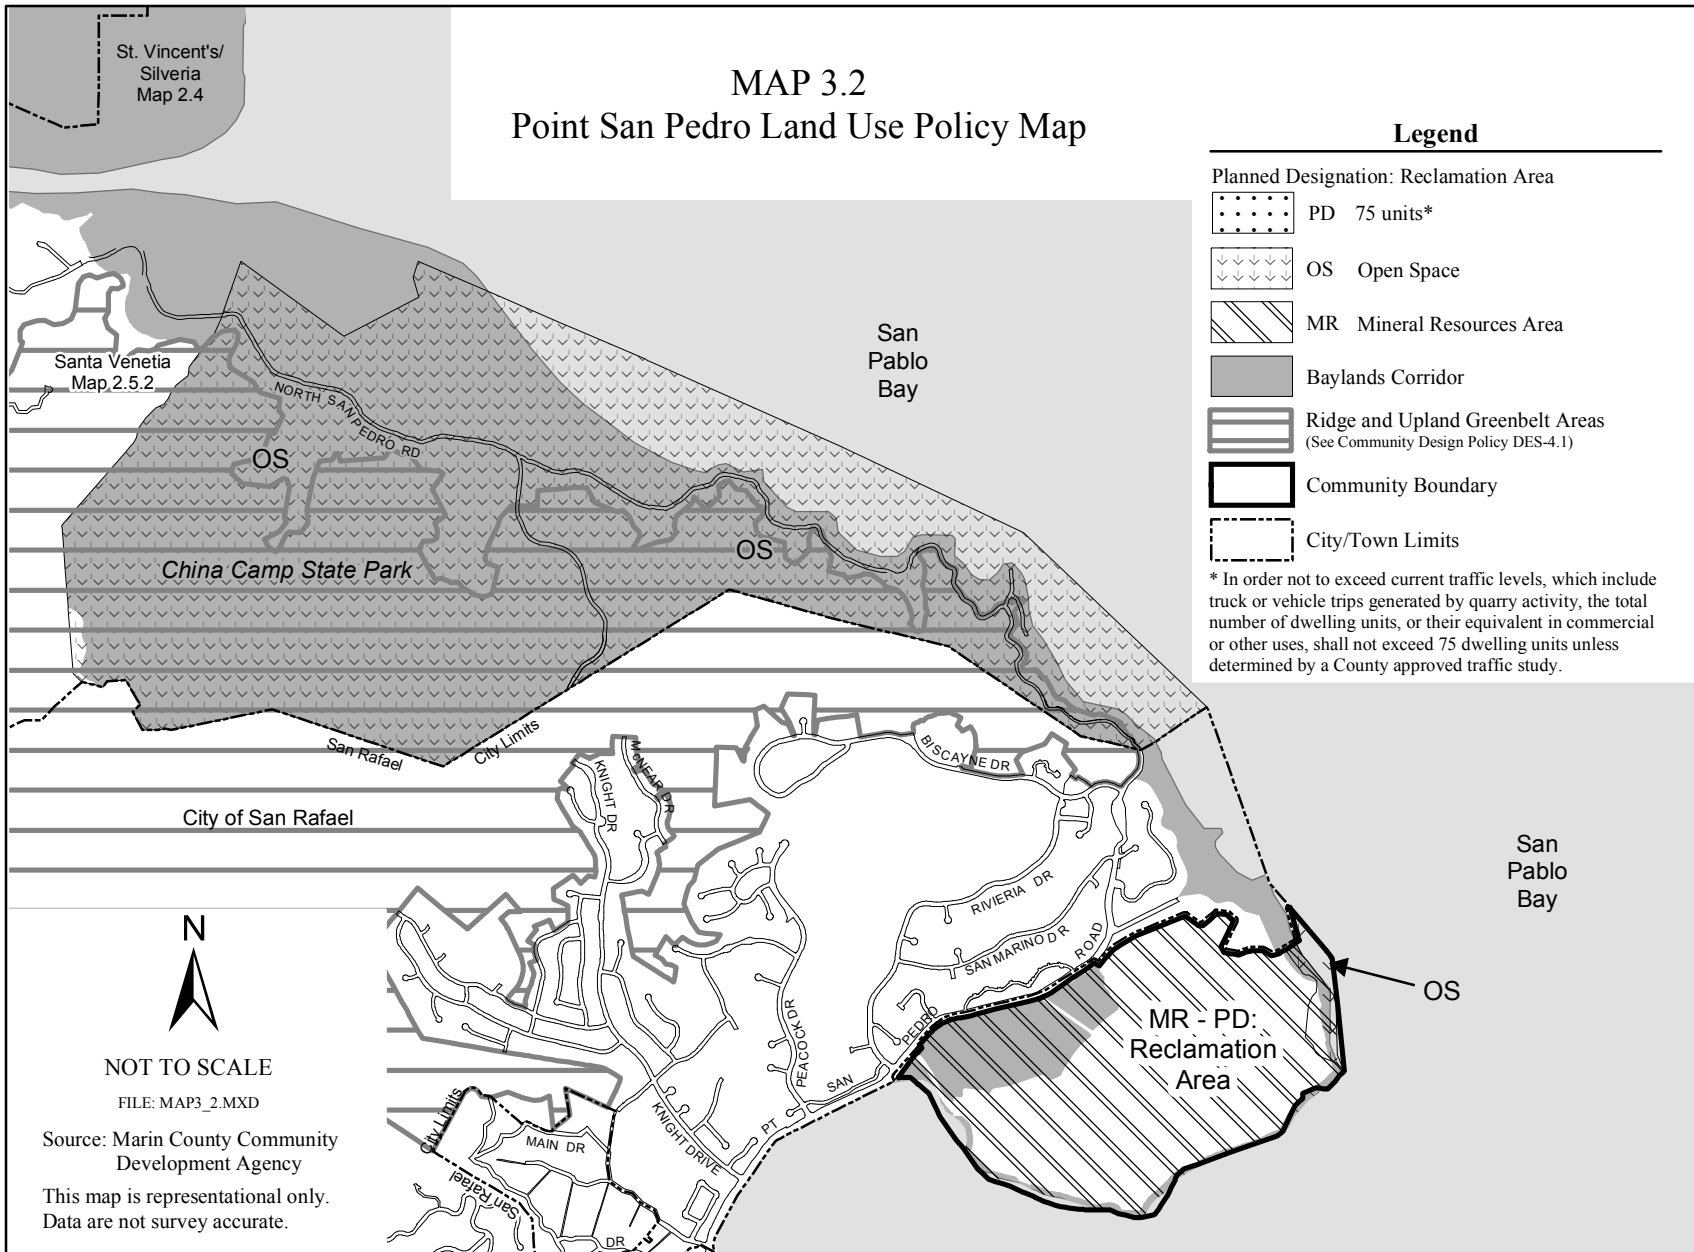 St. Vincent's/
Silveria
Map 2.4
MAP 3.2
Point San Pedro Land Use Policy Map
Legend
Planned Designation: Reclamation Area
PD 75 units*
OS Open Space
MR Mineral Resources Area
Baylands Corridor
Ridge and Upland Greenbelt Areas
(See Community Design Policy DES-4.1)
Community Boundary
City/Town Limits
* In order not to exceed current traffic levels, which include
truck or vehicle trips generated by quarry activity, the total
number of dwelling units, or their equivalent in commercial
or other uses, shall not exceed 75 dwelling units unless
determined by a County approved traffic study.
San
Pablo
Bay
Santa Venetia
Map 2.5.2
NORTH SAN PEDRO RD
OS
OS
China Camp State Park
San Rafael
City Limits
City of San Rafael
KNIGHT DR
McNEAR DR
BISCAYNE DR
RIVIERIA DR
SAN MARINO DR
PEACOCK DR
PT SAN PEDRO ROAD
San
Pablo
Bay
OS
MR - PD:
Reclamation
Area
N
NOT TO SCALE
FILE: MAP3_2.MXD
Source: Marin County Community
Development Agency
This map is representational only.
Data are not survey accurate.
City Limits
San Rafael
MAIN DR
KNIGHT DRIVE
DR